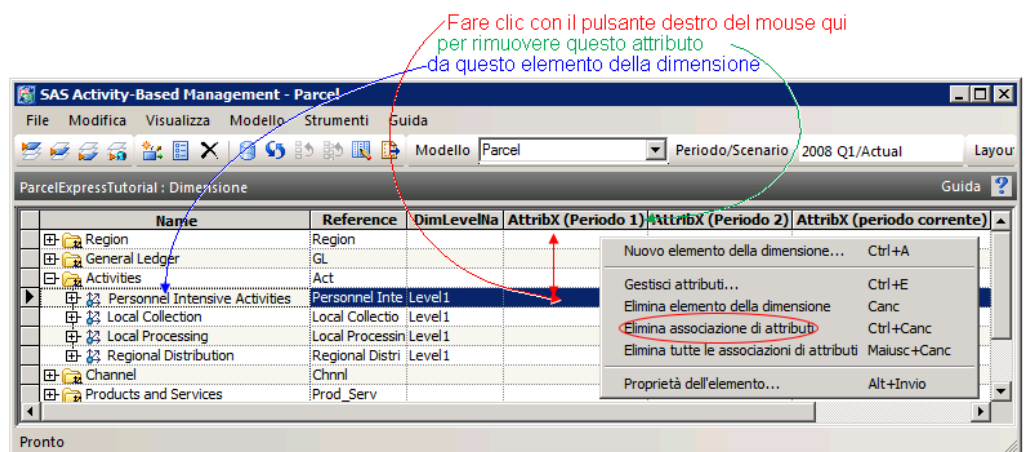 Fare clic con il pulsante destro del mouse qui
per rimuovere questo attributo
da questo elemento della dimensione
SAS Activity-Based Management - Parcel
File Modifica Visualizza Modello Strumenti Guida
Modello Parcel Periodo/Scenario 2008 Q1/Actual Layou
ParcelExpressTutorial : Dimensione Guida ?
Name Reference DimLevelNa AttribX (Periodo 1) AttribX (Periodo 2) AttribX (periodo corrente)
Region Region
General Ledger GL
Activities Act
Personnel Intensive Activities Personnel Inte Level1
Local Collection Local Collectio Level1
Local Processing Local Processin Level1
Regional Distribution Regional Distri Level1
Channel Chnnl
Products and Services Prod_Serv
Nuovo elemento della dimensione... Ctrl+A
Gestisci attributi... Ctrl+E
Elimina elemento della dimensione Canc
Elimina associazione di attributi Ctrl+Canc
Elimina tutte le associazioni di attributi Maiusc+Canc
Proprietà dell'elemento... Alt+Invio
Pronto